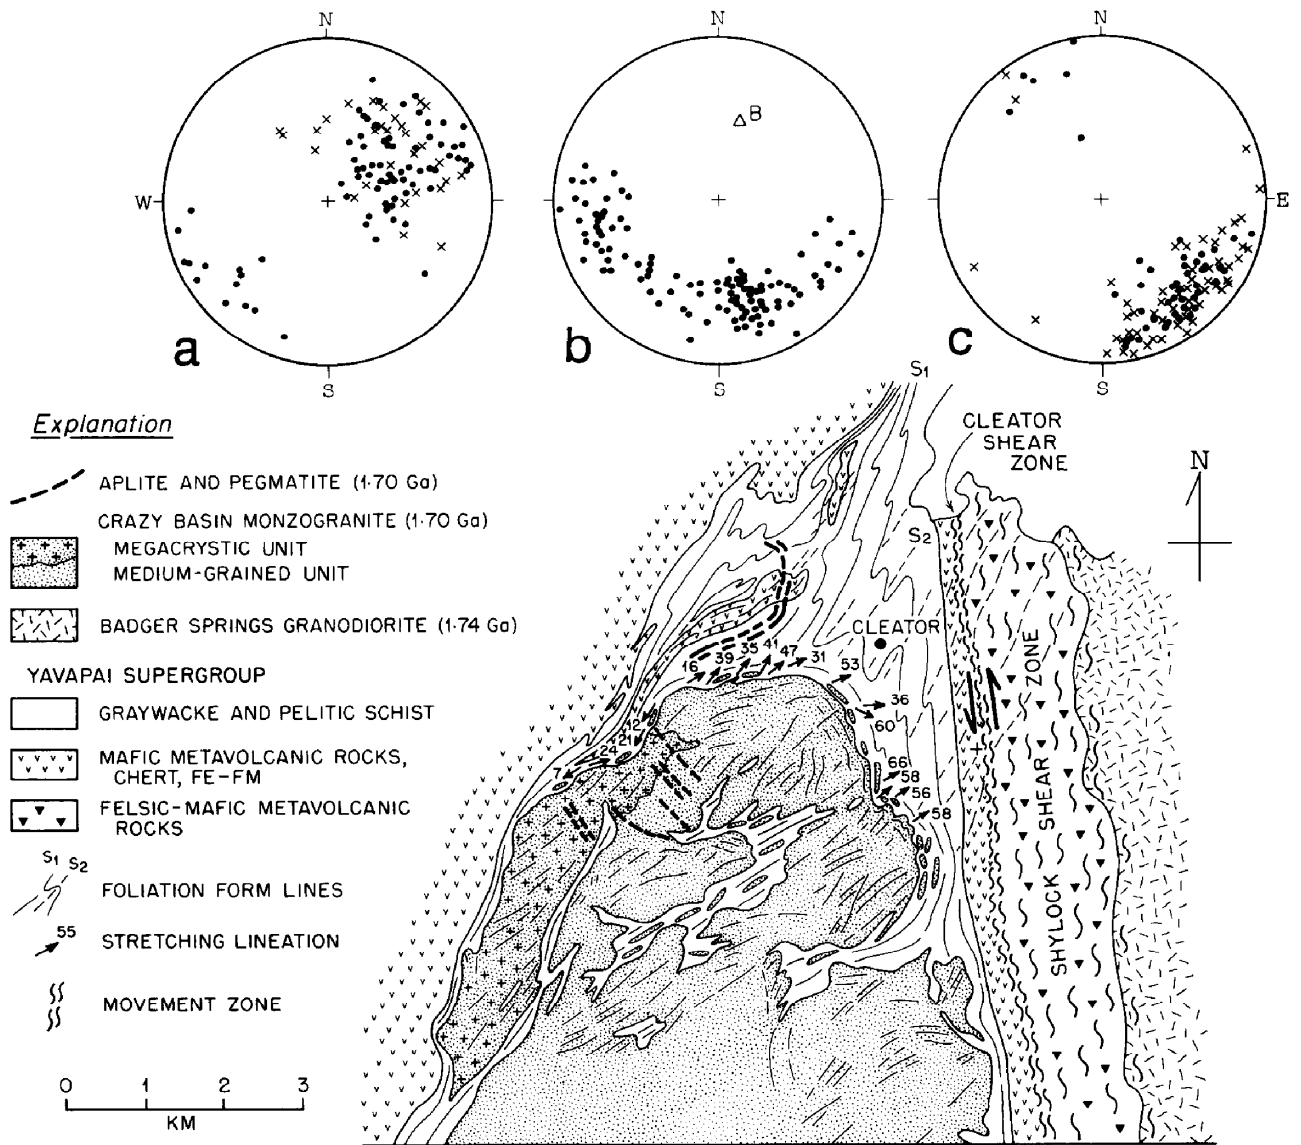 N
N
N
B
W
E
S
S
S
a
b
c
Explanation
APLITE AND PEGMATITE (1·70 Ga)
CRAZY BASIN MONZOGRANITE (1·70 Ga)
MEGACRYSTIC UNIT
MEDIUM-GRAINED UNIT
BADGER SPRINGS GRANODIORITE (1·74 Ga)
YAVAPAI SUPERGROUP
GRAYWACKE AND PELITIC SCHIST
MAFIC METAVOLCANIC ROCKS,
CHERT, FE-FM
FELSIC-MAFIC METAVOLCANIC
ROCKS
S1 S2
FOLIATION FORM LINES
55
STRETCHING LINEATION
MOVEMENT ZONE
0 1 2 3
KM
S1
CLEATOR
SHEAR
ZONE
N
S2
CLEATOR
16
39
35
41
47
31
53
36
60
12
21
24
7
66
58
56
58
SHYLOCK SHEAR ZONE